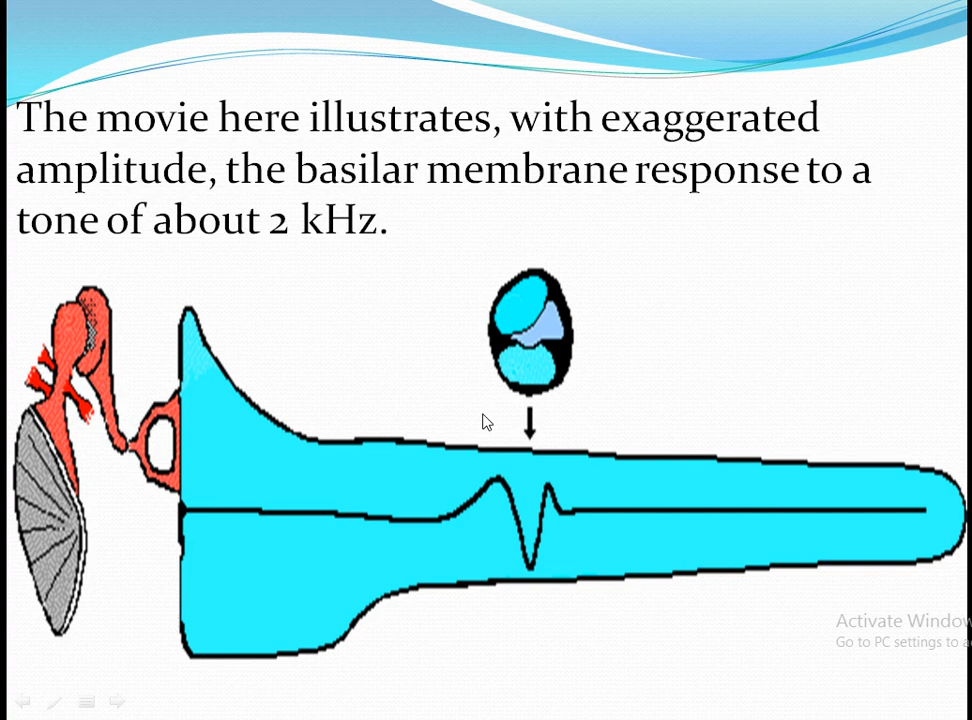 The movie here illustrates, with exaggerated
amplitude, the basilar membrane response to a
tone of about 2 kHz.
Activate Window
Go to PC settings to a